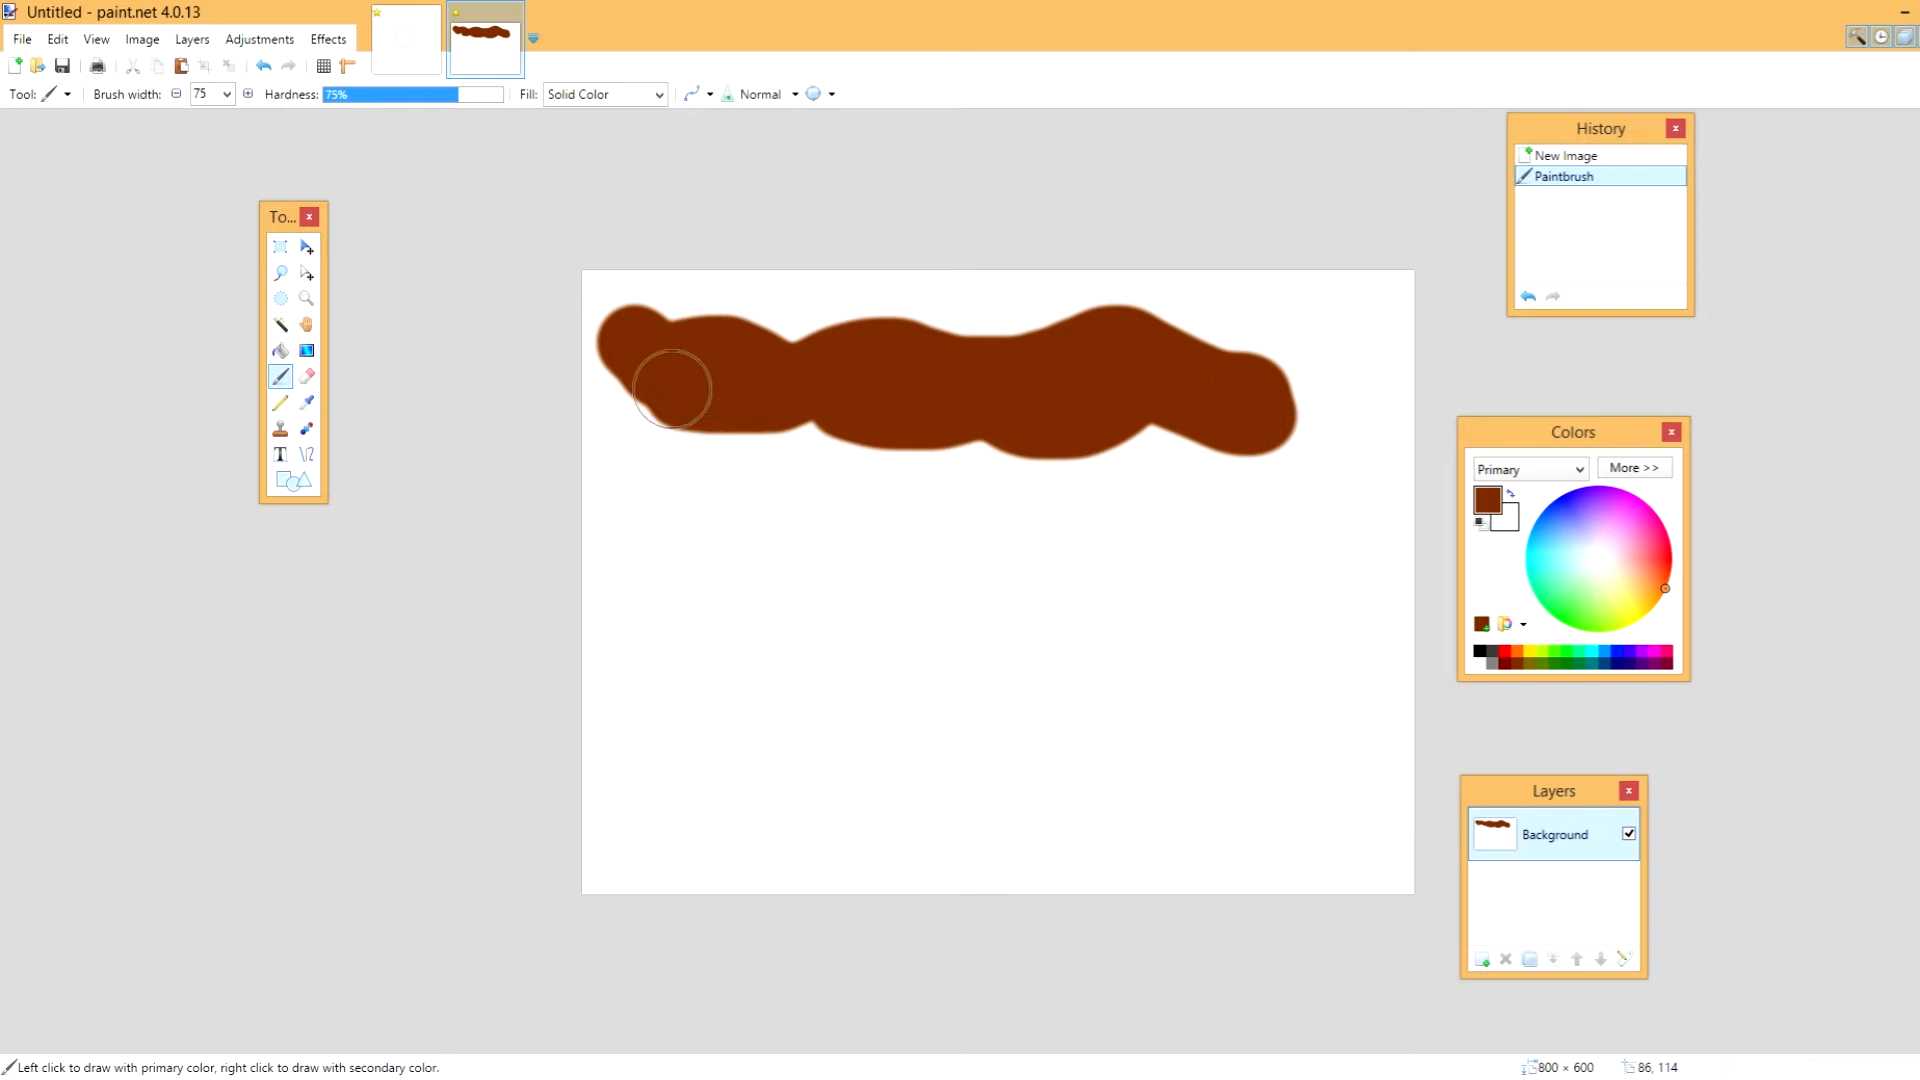 Untitled - paint.net 4.0.13
File Edit View Image Layers Adjustments Effects
Tool: Brush width: 75 Hardness: 75% Fill: Solid Color Normal
History
New Image
Paintbrush
To...
T
Colors
Primary More >>
Layers
Background
Left click to draw with primary color, right click to draw with secondary color.
800 × 600 86, 114